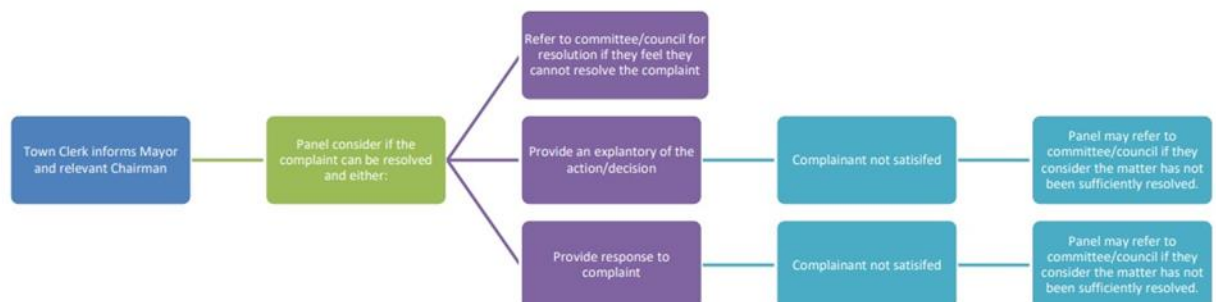 Refer to committee/council for
resolution if they feel they
cannot resolve the complaint
Town Clerk informs Mayor
and relevant Chairman
Panel consider if the
complaint can be resolved
and either:
Provide an explantory of the
action/decision
Complainant not satisifed
Panel may refer to
committee/council if they
consider the matter has not
been sufficiently resolved.
Provide response to
complaint
Complainant not satisifed
Panel may refer to
committee/council if they
consider the matter has not
been sufficiently resolved.